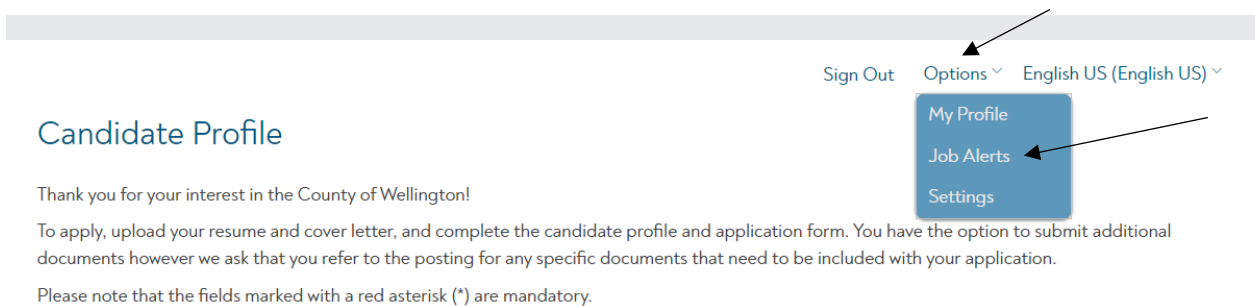 Sign Out Options English US (English US)
My Profile
Candidate Profile
Job Alerts
Settings
Thank you for your interest in the County of Wellington!
To apply, upload your resume and cover letter, and complete the candidate profile and application form. You have the option to submit additional
documents however we ask that you refer to the posting for any specific documents that need to be included with your application.
Please note that the fields marked with a red asterisk (*) are mandatory.